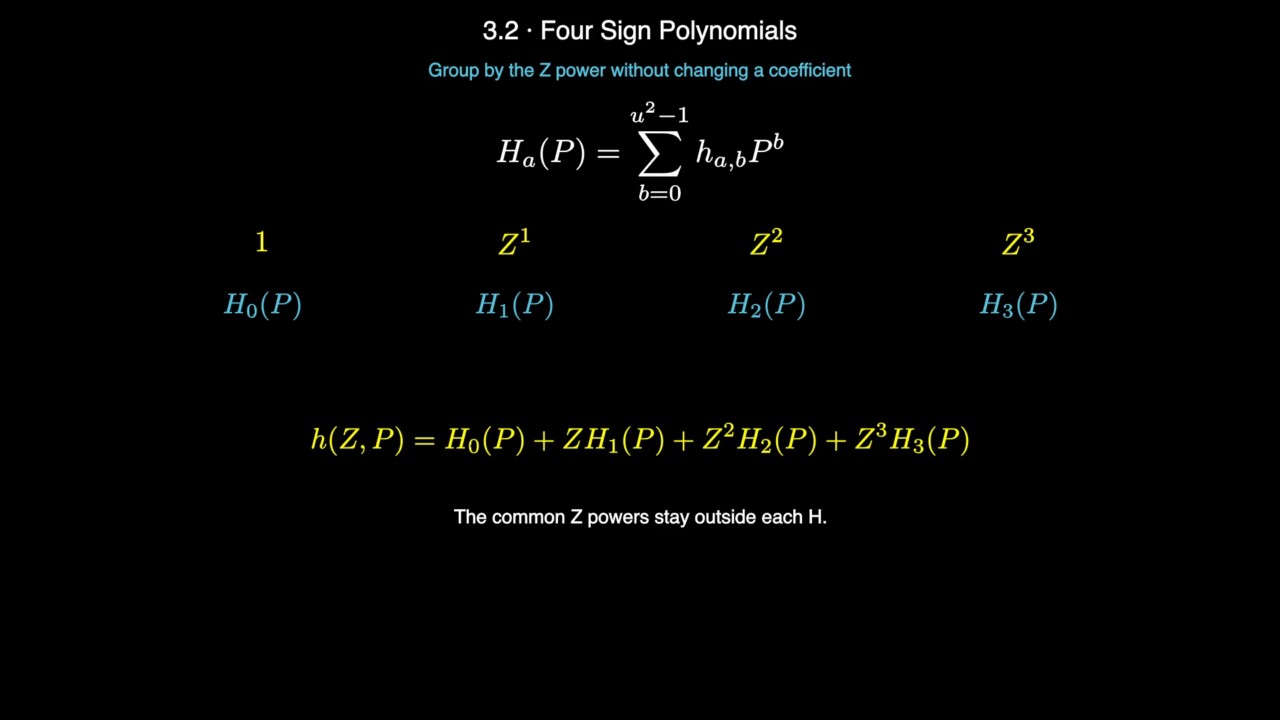 3.2 · Four Sign Polynomials
Group by the Z power without changing a coefficient
H_a(P) = \sum_{b=0}^{u^2-1} h_{a,b}P^b
1 Z^1 Z^2 Z^3
H_0(P) H_1(P) H_2(P) H_3(P)
h(Z, P) = H_0(P) + ZH_1(P) + Z^2H_2(P) + Z^3H_3(P)
The common Z powers stay outside each H.